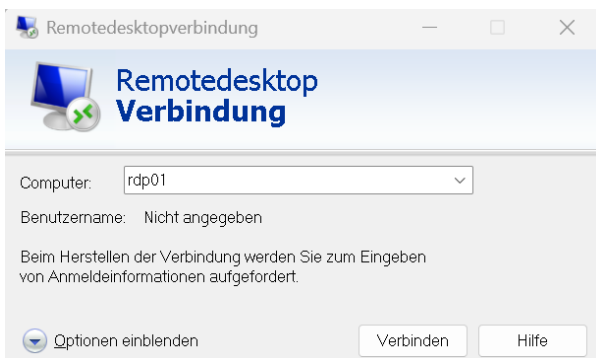 Remotedesktopverbindung
Remotedesktop
Verbindung
Computer: rdp01
Benutzername: Nicht angegeben
Beim Herstellen der Verbindung werden Sie zum Eingeben
von Anmeldeinformationen aufgefordert.
Optionen einblenden Verbinden Hilfe